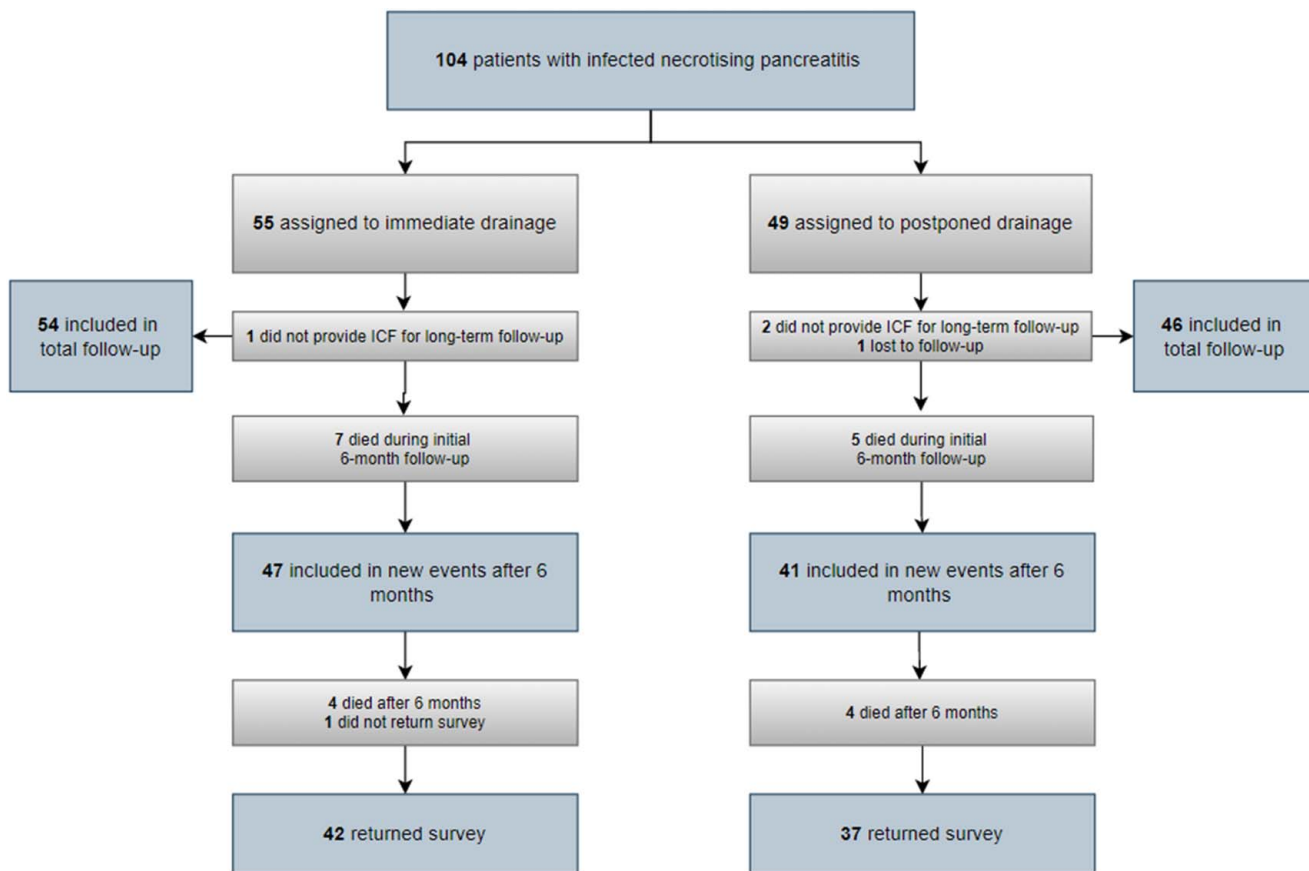 104 patients with infected necrotising pancreatitis
55 assigned to immediate drainage
49 assigned to postponed drainage
54 included in
total follow-up
1 did not provide ICF for long-term follow-up
2 did not provide ICF for long-term follow-up
1 lost to follow-up
46 included in
total follow-up
7 died during initial
6-month follow-up
5 died during initial
6-month follow-up
47 included in new events after 6
months
41 included in new events after 6
months
4 died after 6 months
1 did not return survey
4 died after 6 months
42 returned survey
37 returned survey